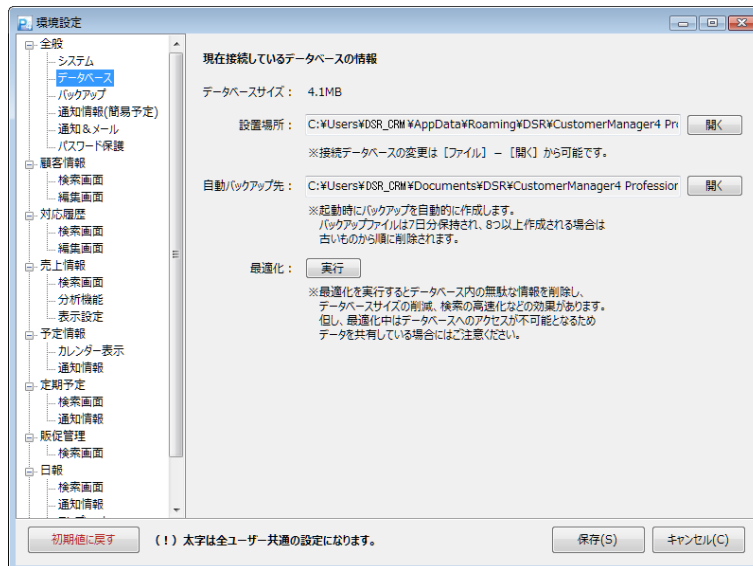 環境設定
全般
システム
データベース
バックアップ
通知情報(簡易予定)
通知&メール
パスワード保護
顧客情報
検索画面
編集画面
対応履歴
検索画面
編集画面
売上情報
検索画面
分析機能
表示設定
予定情報
カレンダー表示
通知情報
定期予定
検索画面
通知情報
販促管理
検索画面
日報
検索画面
通知情報
現在接続しているデータベースの情報
データベースサイズ： 4.1MB
設置場所： C:¥Users¥DSR_CRM¥AppData¥Roaming¥DSR¥CustomerManager4 Pro 開く
※接続データベースの変更は［ファイル］－［開く］から可能です。
自動バックアップ先： C:¥Users¥DSR_CRM¥Documents¥DSR¥CustomerManager4 Profession 開く
※起動時にバックアップを自動的に作成します。
バックアップファイルは7日分保持され、8つ以上作成される場合は
古いものから順に削除されます。
最適化： 実行
※最適化を実行するとデータベース内の無駄な情報を削除し、
データベースサイズの削減、検索の高速化などの効果があります。
但し、最適化中はデータベースへのアクセスが不可能となるため
データを共有している場合にはご注意ください。
初期値に戻す (！) 太字は全ユーザー共通の設定になります。 保存(S) キャンセル(C)